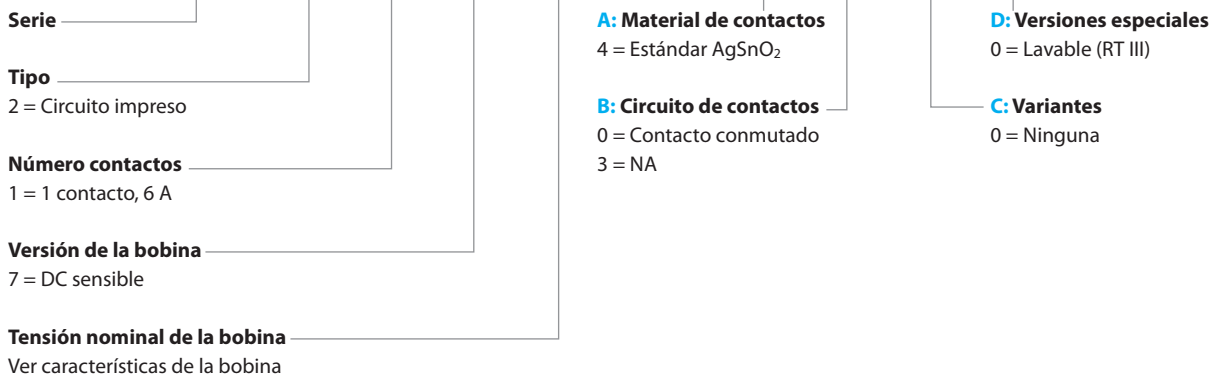 Serie
Tipo
2 = Circuito impreso
Número contactos
1 = 1 contacto, 6 A
Versión de la bobina
7 = DC sensible
Tensión nominal de la bobina
Ver características de la bobina
A: Material de contactos
4 = Estándar AgSnO₂
B: Circuito de contactos
0 = Contacto conmutado
3 = NA
D: Versiones especiales
0 = Lavable (RT III)
C: Variantes
0 = Ninguna